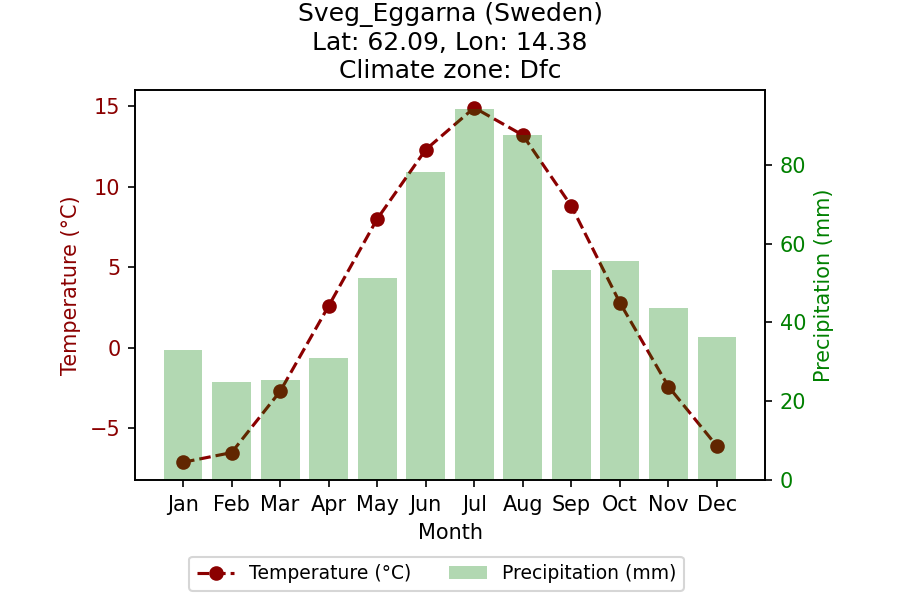 Sveg_Eggarna (Sweden)
Lat: 62.09, Lon: 14.38
Climate zone: Dfc
Temperature (°C)
15
10
5
0
−5
Precipitation (mm)
80
60
40
20
0
Jan Feb Mar Apr May Jun Jul Aug Sep Oct Nov Dec
Month
Temperature (°C) Precipitation (mm)